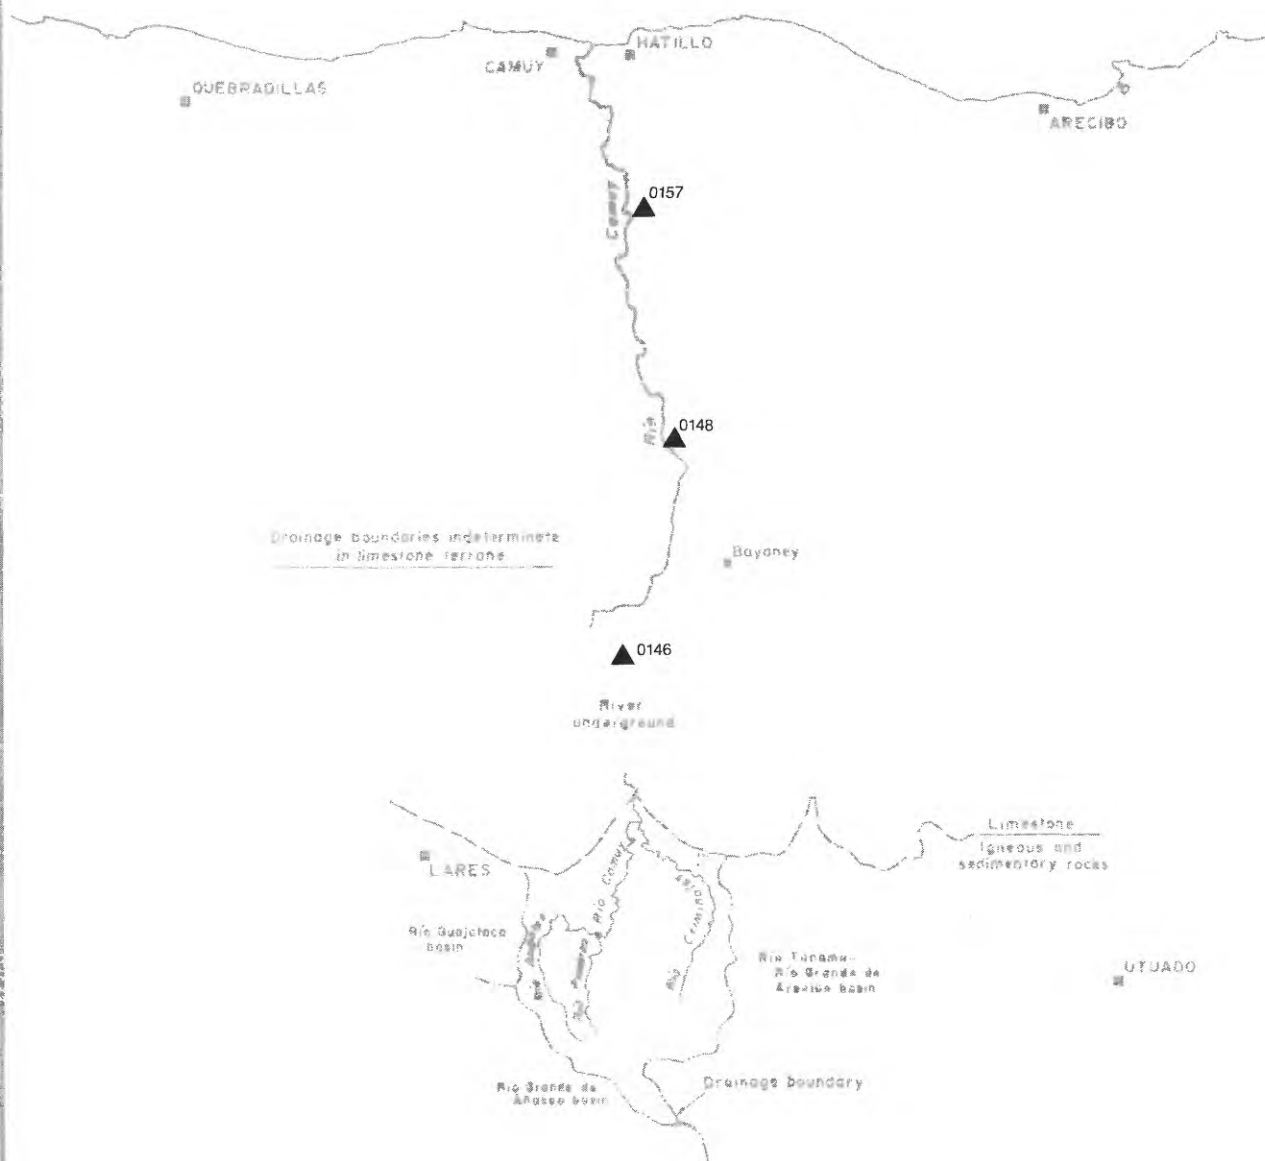 HATILLO
CAMUY
QUEBRADILLAS
ARECIBO
0157
Camuy
0148
Río
Drainage boundaries indeterminate
in limestone terrane
Bayaney
0146
River
underground
Limestone
Igneous and
sedimentary rocks
LARES
Río Camuy
Río Guajataca
basin
Río
Río
Criminales
Río Tanama-
Río Grande de
Arecibo basin
UTUADO
Río
Río Grande de
Añasco basin
Drainage boundary